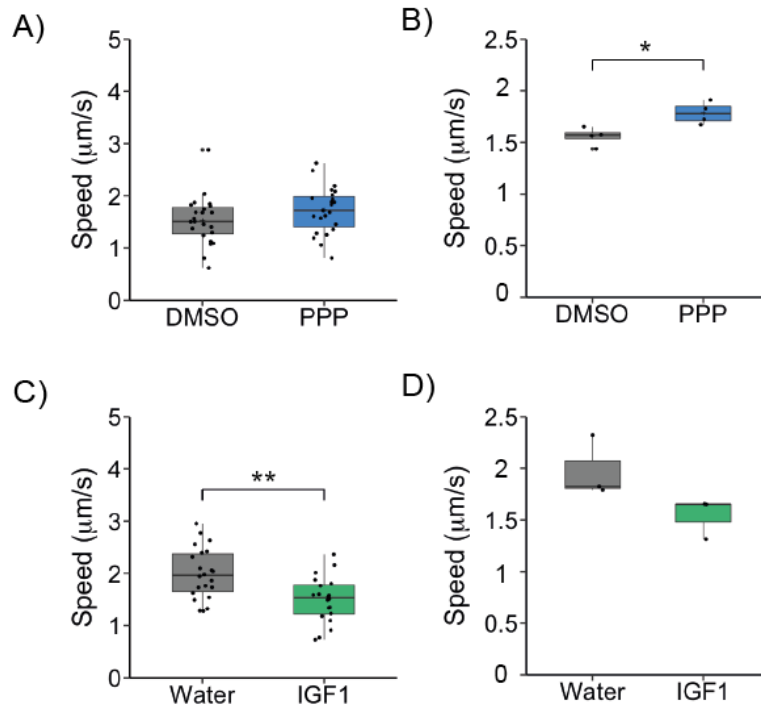 A)
Speed (μm/s)
5
4
3
2
1
0
DMSO
PPP
B)
Speed (μm/s)
2.5
2
1.5
1
0.5
0
*
DMSO
PPP
C)
Speed (μm/s)
5
4
3
2
1
0
**
Water
IGF1
D)
Speed (μm/s)
2.5
2
1.5
1
0.5
0
Water
IGF1